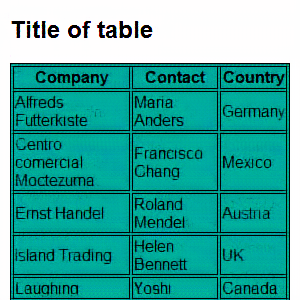 Title of table
Company Contact Country
Alfreds Maria
Futterkiste Anders Germany
Centro
comercial Francisco Mexico
Moctezuma Chang
Ernst Handel Roland Mendel Austria
Island Trading Helen Bennett UK
Laughing Yoshi Canada